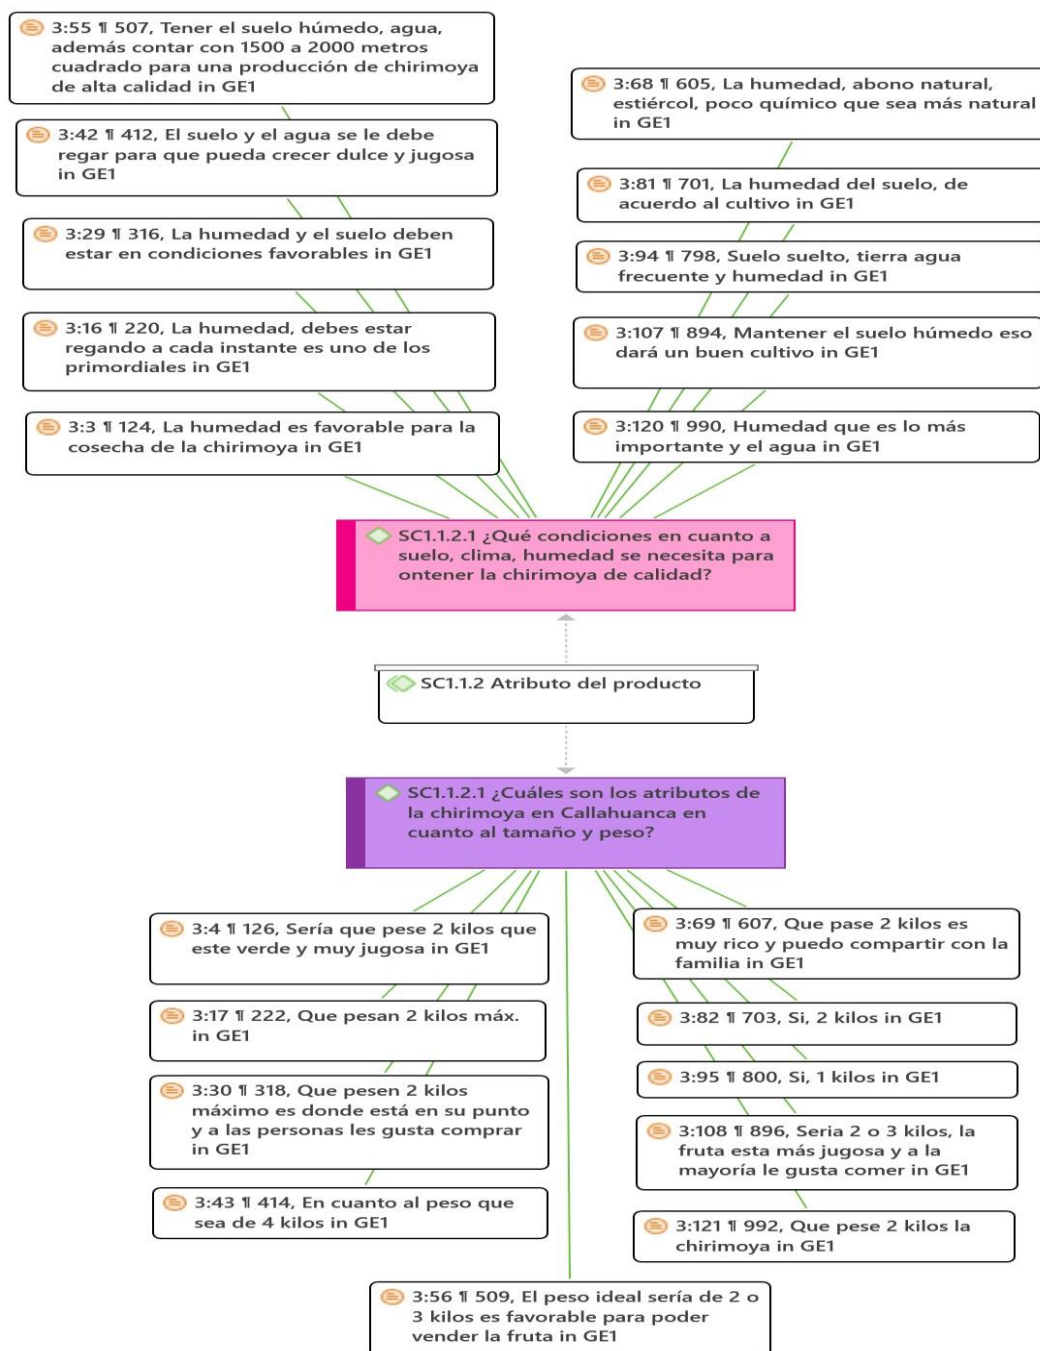 3:55 ¶ 507, Tener el suelo húmedo, agua,
además contar con 1500 a 2000 metros
cuadrado para una producción de chirimoya
de alta calidad in GE1
3:42 ¶ 412, El suelo y el agua se le debe
regar para que pueda crecer dulce y jugosa
in GE1
3:29 ¶ 316, La humedad y el suelo deben
estar en condiciones favorables in GE1
3:16 ¶ 220, La humedad, debes estar
regando a cada instante es uno de los
primordiales in GE1
3:3 ¶ 124, La humedad es favorable para la
cosecha de la chirimoya in GE1
3:68 ¶ 605, La humedad, abono natural,
estiércol, poco químico que sea más natural
in GE1
3:81 ¶ 701, La humedad del suelo, de
acuerdo al cultivo in GE1
3:94 ¶ 798, Suelo suelto, tierra agua
frecuente y humedad in GE1
3:107 ¶ 894, Mantener el suelo húmedo eso
dará un buen cultivo in GE1
3:120 ¶ 990, Humedad que es lo más
importante y el agua in GE1
SC1.1.2.1 ¿Qué condiciones en cuanto a
suelo, clima, humedad se necesita para
ontener la chirimoya de calidad?
SC1.1.2 Atributo del producto
SC1.1.2.1 ¿Cuáles son los atributos de
la chirimoya en Callahuanca en
cuanto al tamaño y peso?
3:4 ¶ 126, Sería que pese 2 kilos que
este verde y muy jugosa in GE1
3:17 ¶ 222, Que pesan 2 kilos máx.
in GE1
3:30 ¶ 318, Que pesen 2 kilos
máximo es donde está en su punto
y a las personas les gusta comprar
in GE1
3:43 ¶ 414, En cuanto al peso que
sea de 4 kilos in GE1
3:69 ¶ 607, Que pase 2 kilos es
muy rico y puedo compartir con la
familia in GE1
3:82 ¶ 703, Si, 2 kilos in GE1
3:95 ¶ 800, Si, 1 kilos in GE1
3:108 ¶ 896, Seria 2 o 3 kilos, la
fruta esta más jugosa y a la
mayoría le gusta comer in GE1
3:121 ¶ 992, Que pese 2 kilos la
chirimoya in GE1
3:56 ¶ 509, El peso ideal sería de 2 o
3 kilos es favorable para poder
vender la fruta in GE1